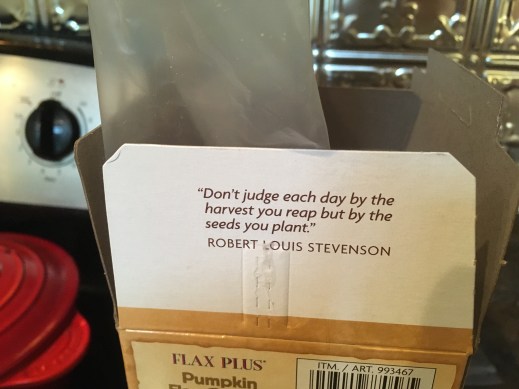 “Don't judge each day by the
harvest you reap but by the
seeds you plant.”
ROBERT LOUIS STEVENSON
FLAX PLUS
Pumpkin
ITM. / ART. 993467